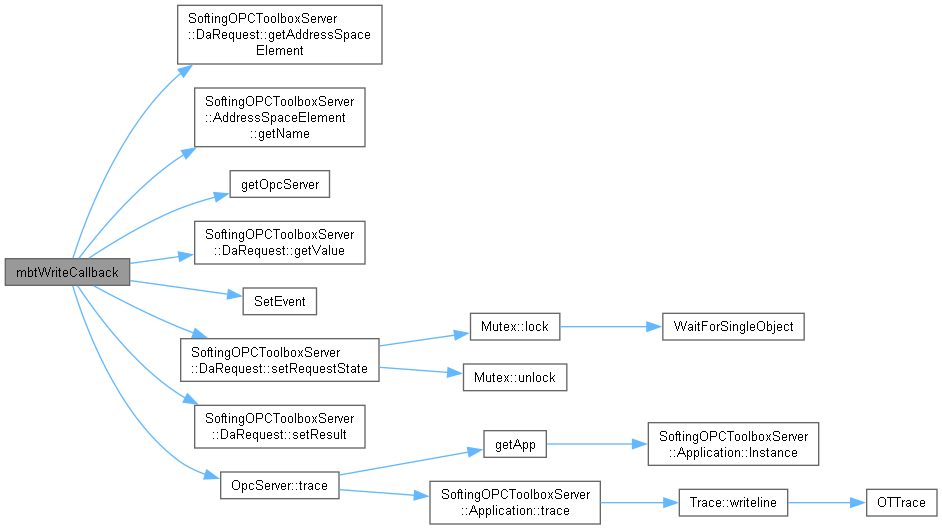 SoftingOPCToolboxServer
::DaRequest::getAddressSpace
Element
SoftingOPCToolboxServer
::AddressSpaceElement
::getName
getOpcServer
SoftingOPCToolboxServer
::DaRequest::getValue
mbtWriteCallback
SetEvent
Mutex::lock
WaitForSingleObject
SoftingOPCToolboxServer
::DaRequest::setRequestState
Mutex::unlock
SoftingOPCToolboxServer
::DaRequest::setResult
getApp
SoftingOPCToolboxServer
::Application::Instance
OpcServer::trace
SoftingOPCToolboxServer
::Application::trace
Trace::writeline
OTTrace